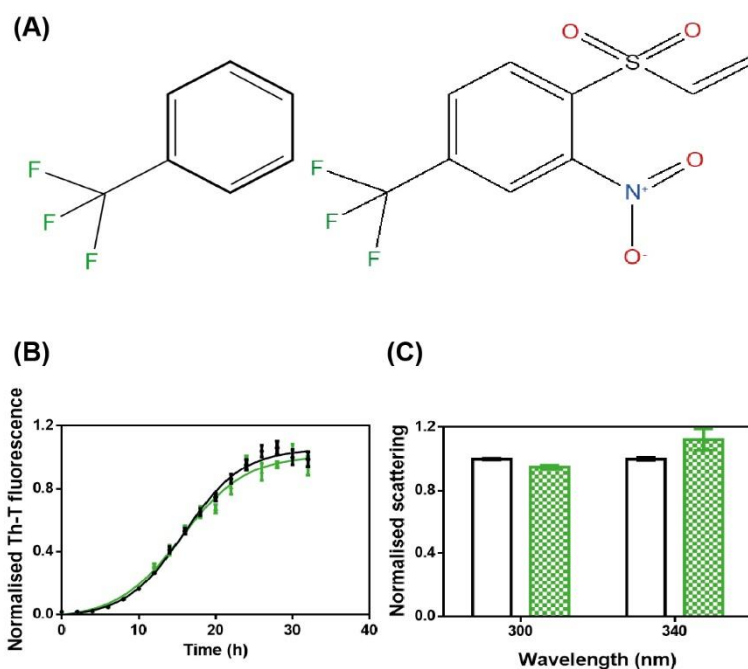 (A)
F
F
F
O
O
S
F
F
F
N+
O
O-
(B)
Normalised Th-T fluorescence
1.2
0.8
0.4
0.0
0
10
20
30
40
Time (h)
(C)
Normalised scattering
1.2
0.8
0.4
0.0
300
340
Wavelength (nm)